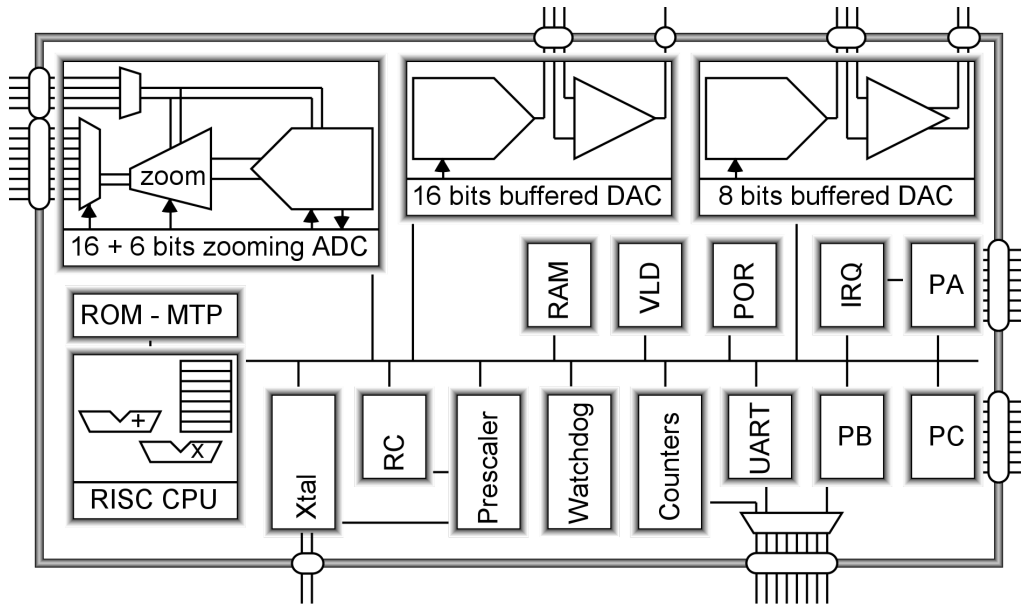 zoom
16 + 6 bits zooming ADC
16 bits buffered DAC
8 bits buffered DAC
RAM
VLD
POR
IRQ
PA
ROM - MTP
+
x
RISC CPU
Xtal
RC
Prescaler
Watchdog
Counters
UART
PB
PC